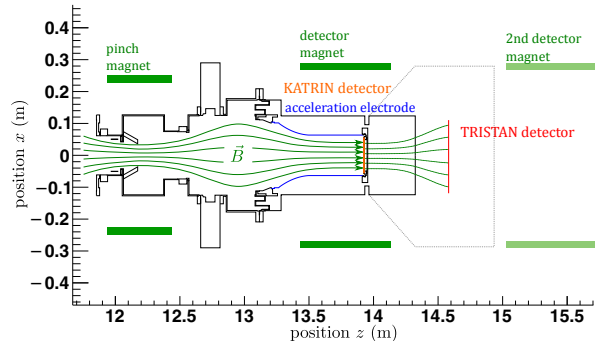 pinch
magnet
detector
magnet
2nd detector
magnet
KATRIN detector
acceleration electrode
TRISTAN detector
B⃗
position x (m)
0.4
0.3
0.2
0.1
0
−0.1
−0.2
−0.3
−0.4
12
12.5
13
13.5
14
14.5
15
15.5
position z (m)